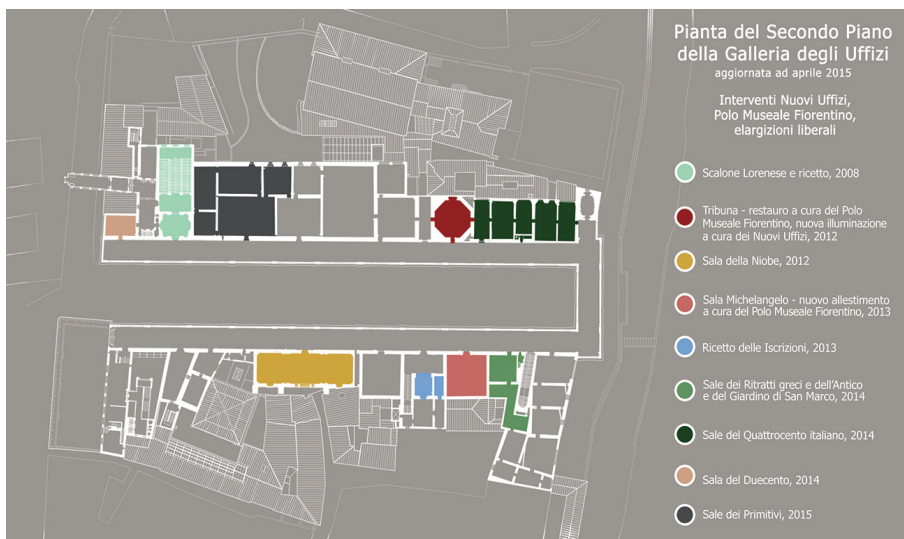 Pianta del Secondo Piano
della Galleria degli Uffizi
aggiornata ad aprile 2015
Interventi Nuovi Uffizi,
Polo Museale Fiorentino,
elargizioni liberali
Scalone Lorenese e ricetto, 2008
Tribuna - restauro a cura del Polo
Museale Fiorentino, nuova illuminazione
a cura dei Nuovi Uffizi, 2012
Sala della Niobe, 2012
Sala Michelangelo - nuovo allestimento
a cura del Polo Museale Fiorentino, 2013
Ricetto delle Iscrizioni, 2013
Sale dei Ritratti greci e dell'Antico
e del Giardino di San Marco, 2014
Sale del Quattrocento italiano, 2014
Sala del Duecento, 2014
Sale dei Primitivi, 2015